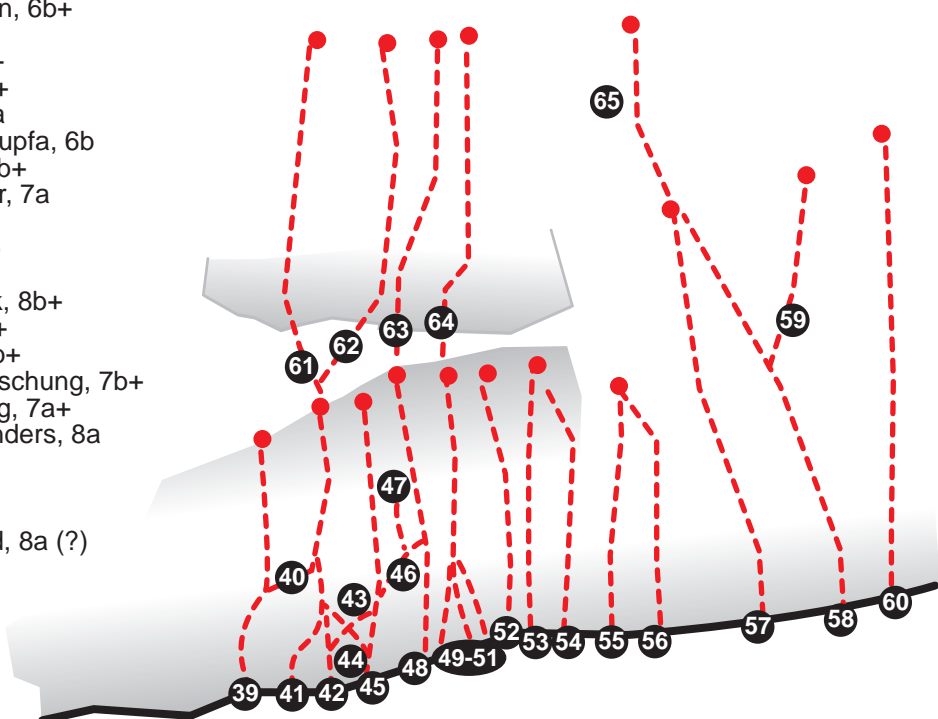 n, 6b+
+
a
upfa, 6b
b+
r, 7a
, 8b+
+
b+
schung, 7b+
g, 7a+
nders, 8a
, 8a (?)
65
59
64
63
62
61
47
46
40
43
44
39
41
42
45
48
49-51
52
53
54
55
56
57
58
60